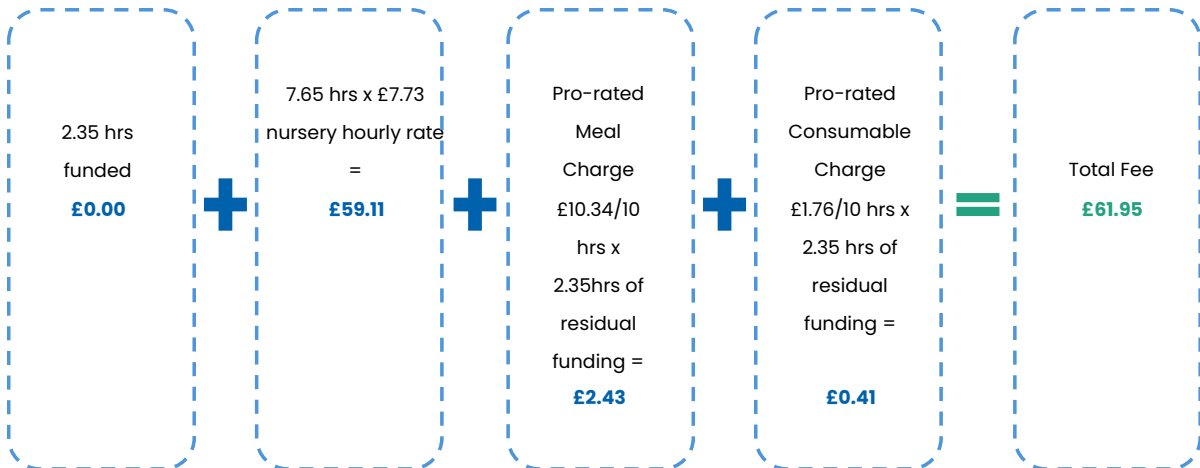 2.35 hrs
funded
£0.00
7.65 hrs x £7.73
nursery hourly rate
=
£59.11
Pro-rated
Meal
Charge
£10.34/10
hrs x
2.35hrs of
residual
funding =
£2.43
Pro-rated
Consumable
Charge
£1.76/10 hrs x
2.35 hrs of
residual
funding =
£0.41
Total Fee
£61.95